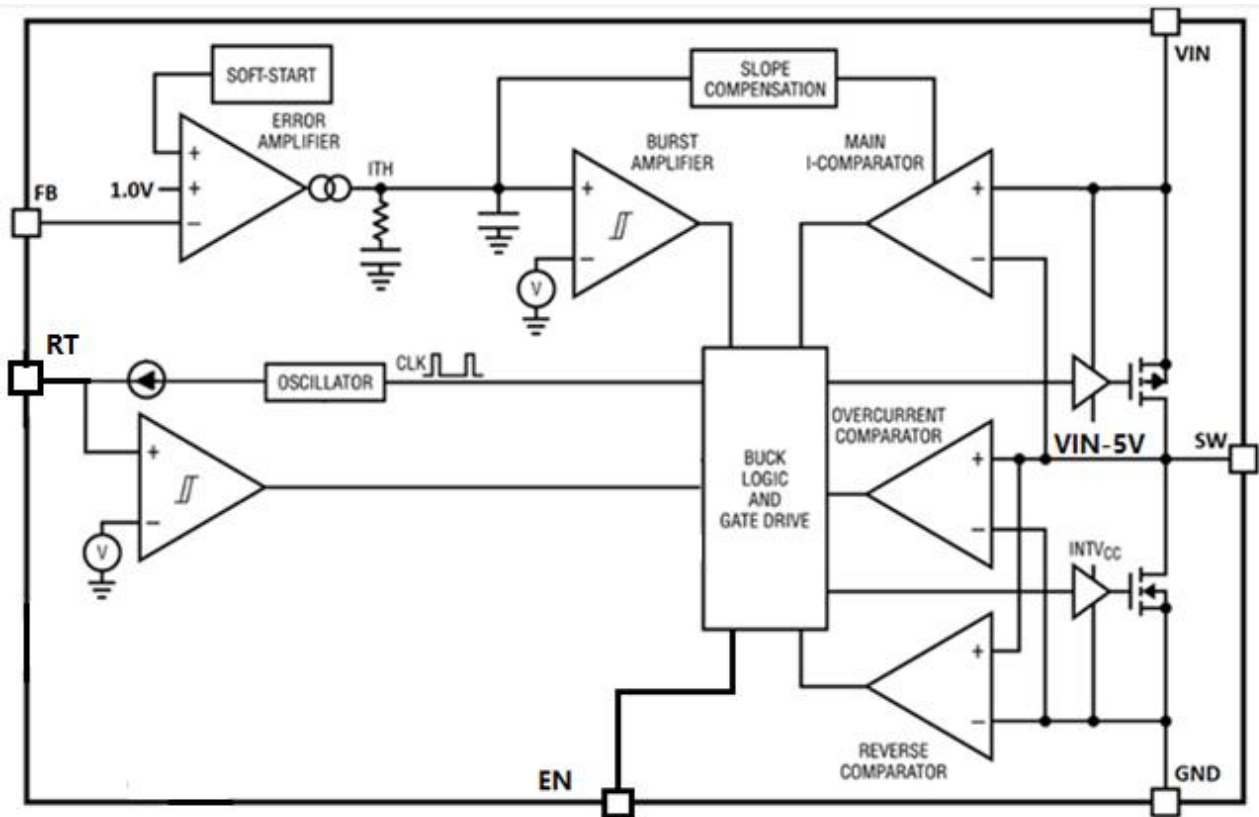 VIN
SOFT-START
SLOPE
COMPENSATION
ERROR
AMPLIFIER
BURST
AMPLIFIER
MAIN
I-COMPARATOR
ITH
FB
1.0V
+
+
−
+
−
V
+
−
RT
CLK
OSCILLATOR
OVERCURRENT
COMPARATOR
VIN-5V
SW
+
−
BUCK
LOGIC
AND
GATE DRIVE
+
−
V
INTVCC
+
−
REVERSE
COMPARATOR
EN
GND